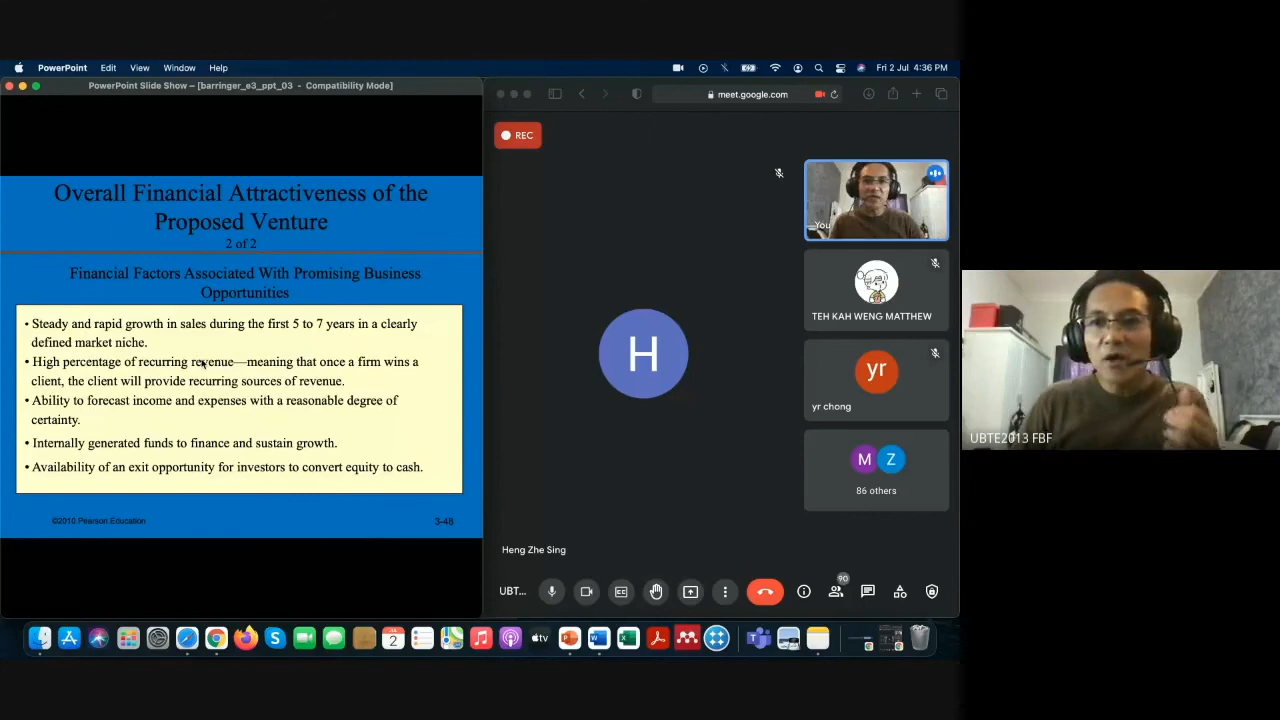 PowerPoint Edit View Window Help
Fri 2 Jul 4:36 PM
PowerPoint Slide Show – [barringer_e3_ppt_03 - Compatibility Mode]
meet.google.com
REC
Overall Financial Attractiveness of the
Proposed Venture
2 of 2
Financial Factors Associated With Promising Business
Opportunities
• Steady and rapid growth in sales during the first 5 to 7 years in a clearly
defined market niche.
• High percentage of recurring revenue—meaning that once a firm wins a
client, the client will provide recurring sources of revenue.
• Ability to forecast income and expenses with a reasonable degree of
certainty.
• Internally generated funds to finance and sustain growth.
• Availability of an exit opportunity for investors to convert equity to cash.
©2010 Pearson Education
3-48
H
Heng Zhe Sing
You
TEH KAH WENG MATTHEW
yr
yr chong
M Z
86 others
UBT...
CC
90
UBTE2013 FBF
JUL
2
tv